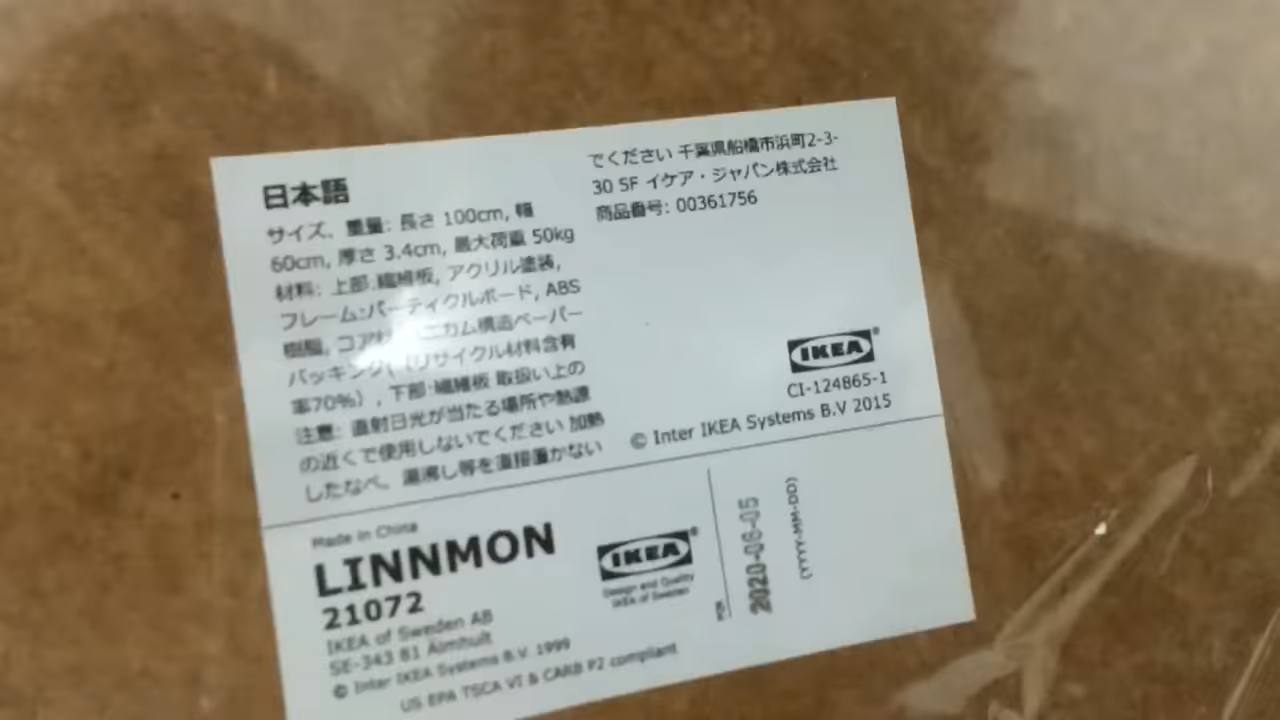 日本語
サイズ、重量: 長さ 100cm, 幅
60cm, 厚さ 3.4cm, 最大荷重 50kg
材料: 上部:繊維板, アクリル塗装,
フレーム:パーティクルボード, ABS
樹脂, コア ニカム構造ペーパー
パッキング(リサイクル材料含有
率70%) , 下部:繊維板 取扱い上の
注意: 直射日光が当たる場所や熱源
の近くで使用しないでください 加熱
したなべ、湯沸し等を直接置かない
でください 千葉県船橋市浜町2-3-
30 SF イケア・ジャパン株式会社
商品番号: 00361756
IKEA®
CI-124865-1
© Inter IKEA Systems B.V 2015
Made in China
LINNMON
21072
IKEA of Sweden AB
SE-343 81 Älmhult
© Inter IKEA Systems B.V. 1999
US EPA TSCA VI & CARB P2 compliant
IKEA®
Design and Quality
IKEA of Sweden
2020-06-05
(YYYY-MM-DD)